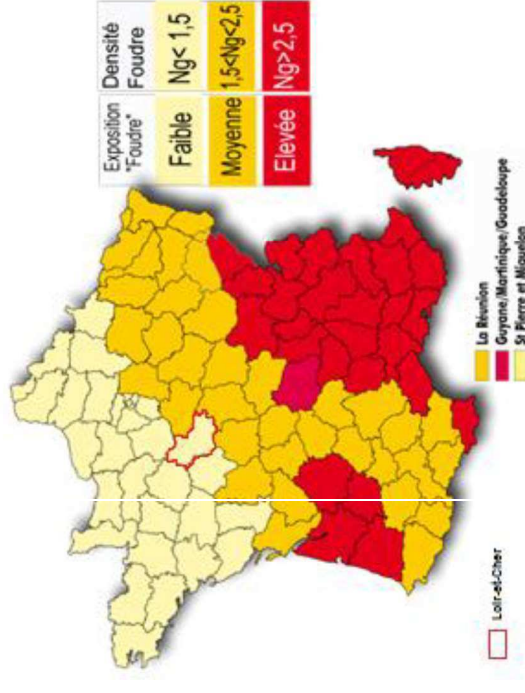 Exposition
"Foudre"
Densité
Foudre
Faible
Ng< 1,5
Moyenne
1,5<Ng<2,5
Elevée
Ng>2,5
La Réunion
Guyane/Martinique/Guadeloupe
St Pierre et Miquelon
Loir-et-Cher